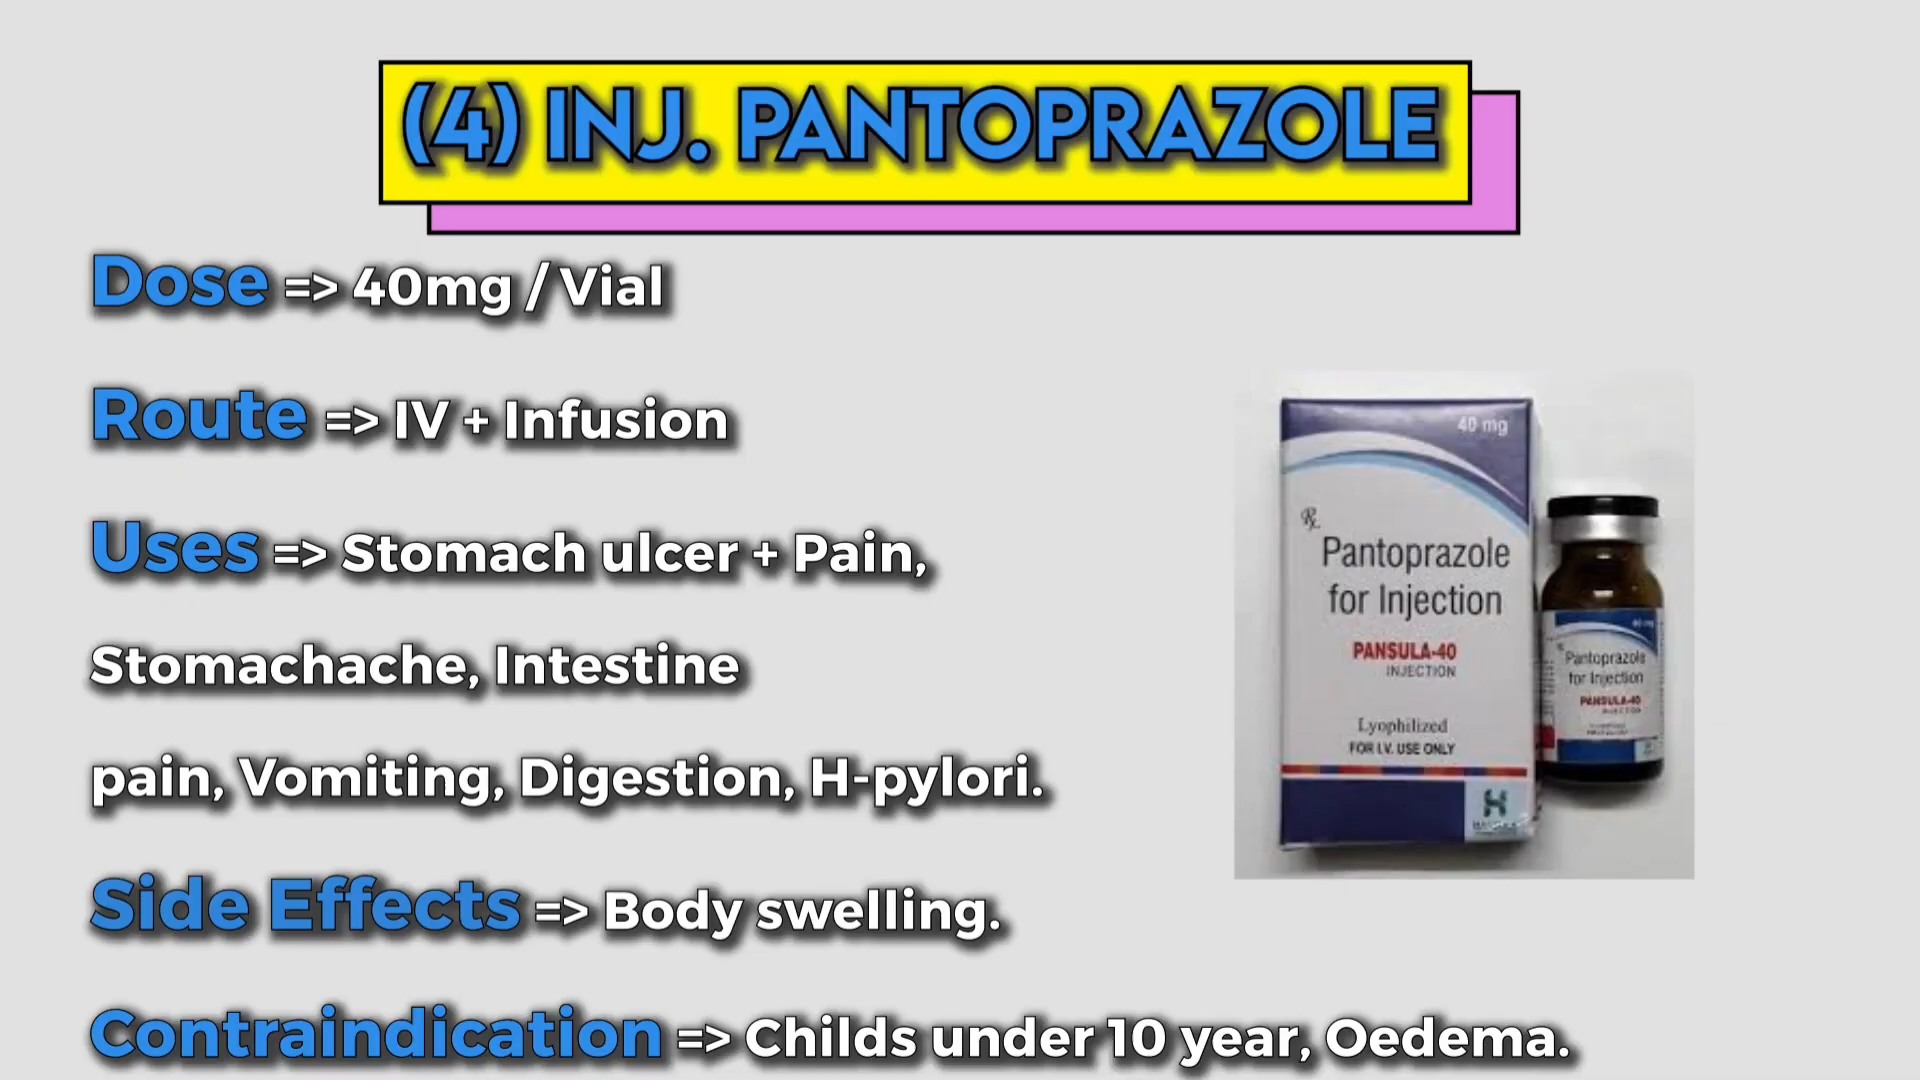 (4) INJ. PANTOPRAZOLE
Dose => 40mg / Vial
Route => IV + Infusion
Uses => Stomach ulcer + Pain,
Stomachache, Intestine
pain, Vomiting, Digestion, H-pylori.
Side Effects => Body swelling.
Contraindication => Childs under 10 year, Oedema.
40 mg
Rx
Pantoprazole
for Injection
PANSULA-40
INJECTION
Lyophilized
FOR I.V. USE ONLY
40 mg
Pantoprazole
for Injection
PANSULA-40